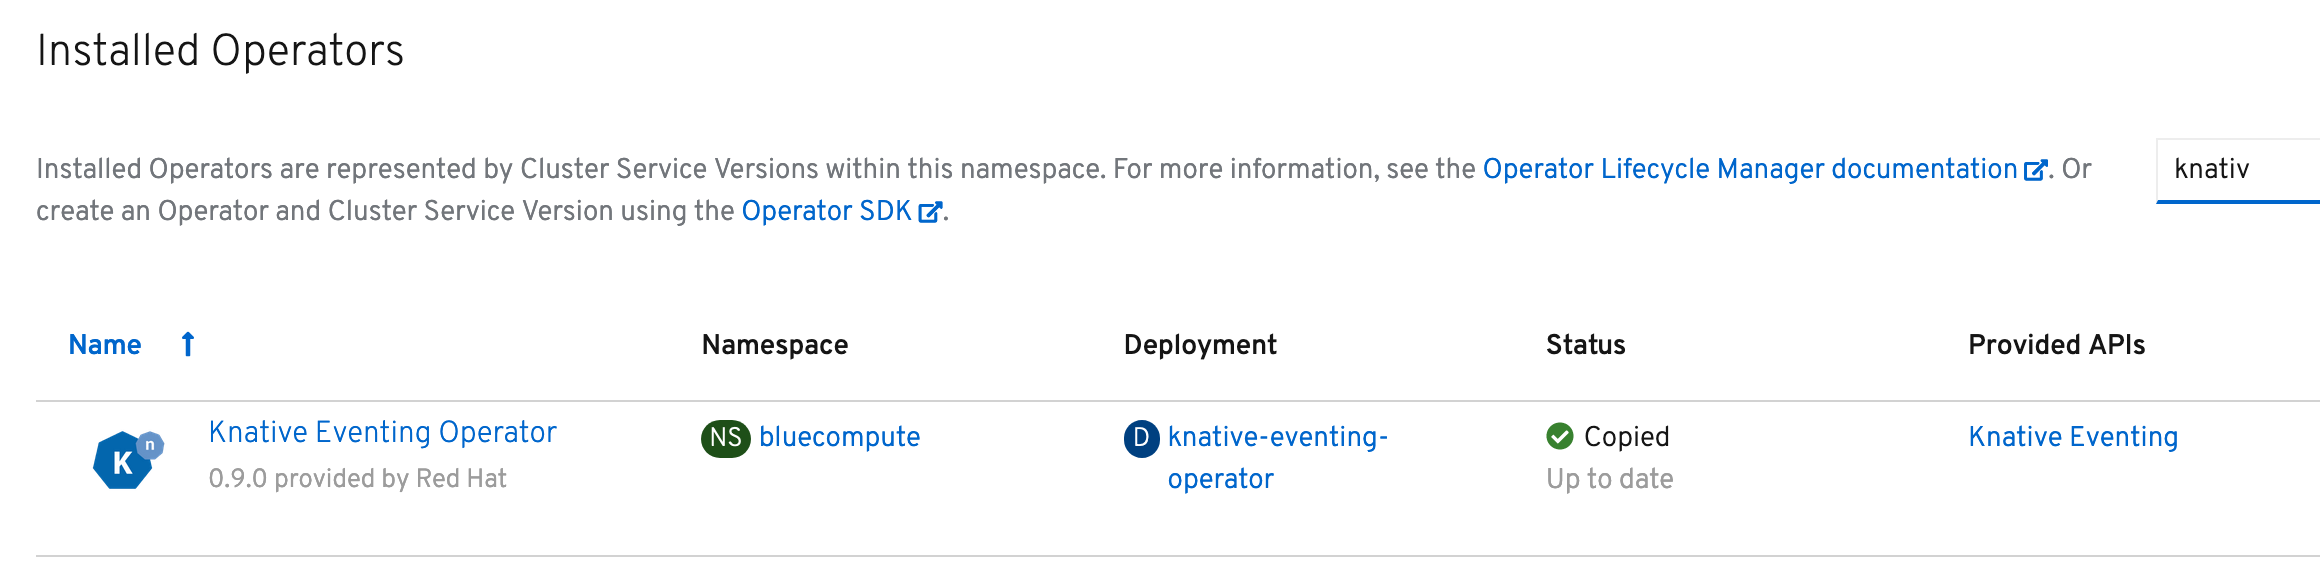 Installed Operators
Installed Operators are represented by Cluster Service Versions within this namespace. For more information, see the Operator Lifecycle Manager documentation. Or
create an Operator and Cluster Service Version using the Operator SDK.
knativ
Name Namespace Deployment Status Provided APIs
K n Knative Eventing Operator NS bluecompute D knative-eventing- Copied Knative Eventing
0.9.0 provided by Red Hat operator Up to date